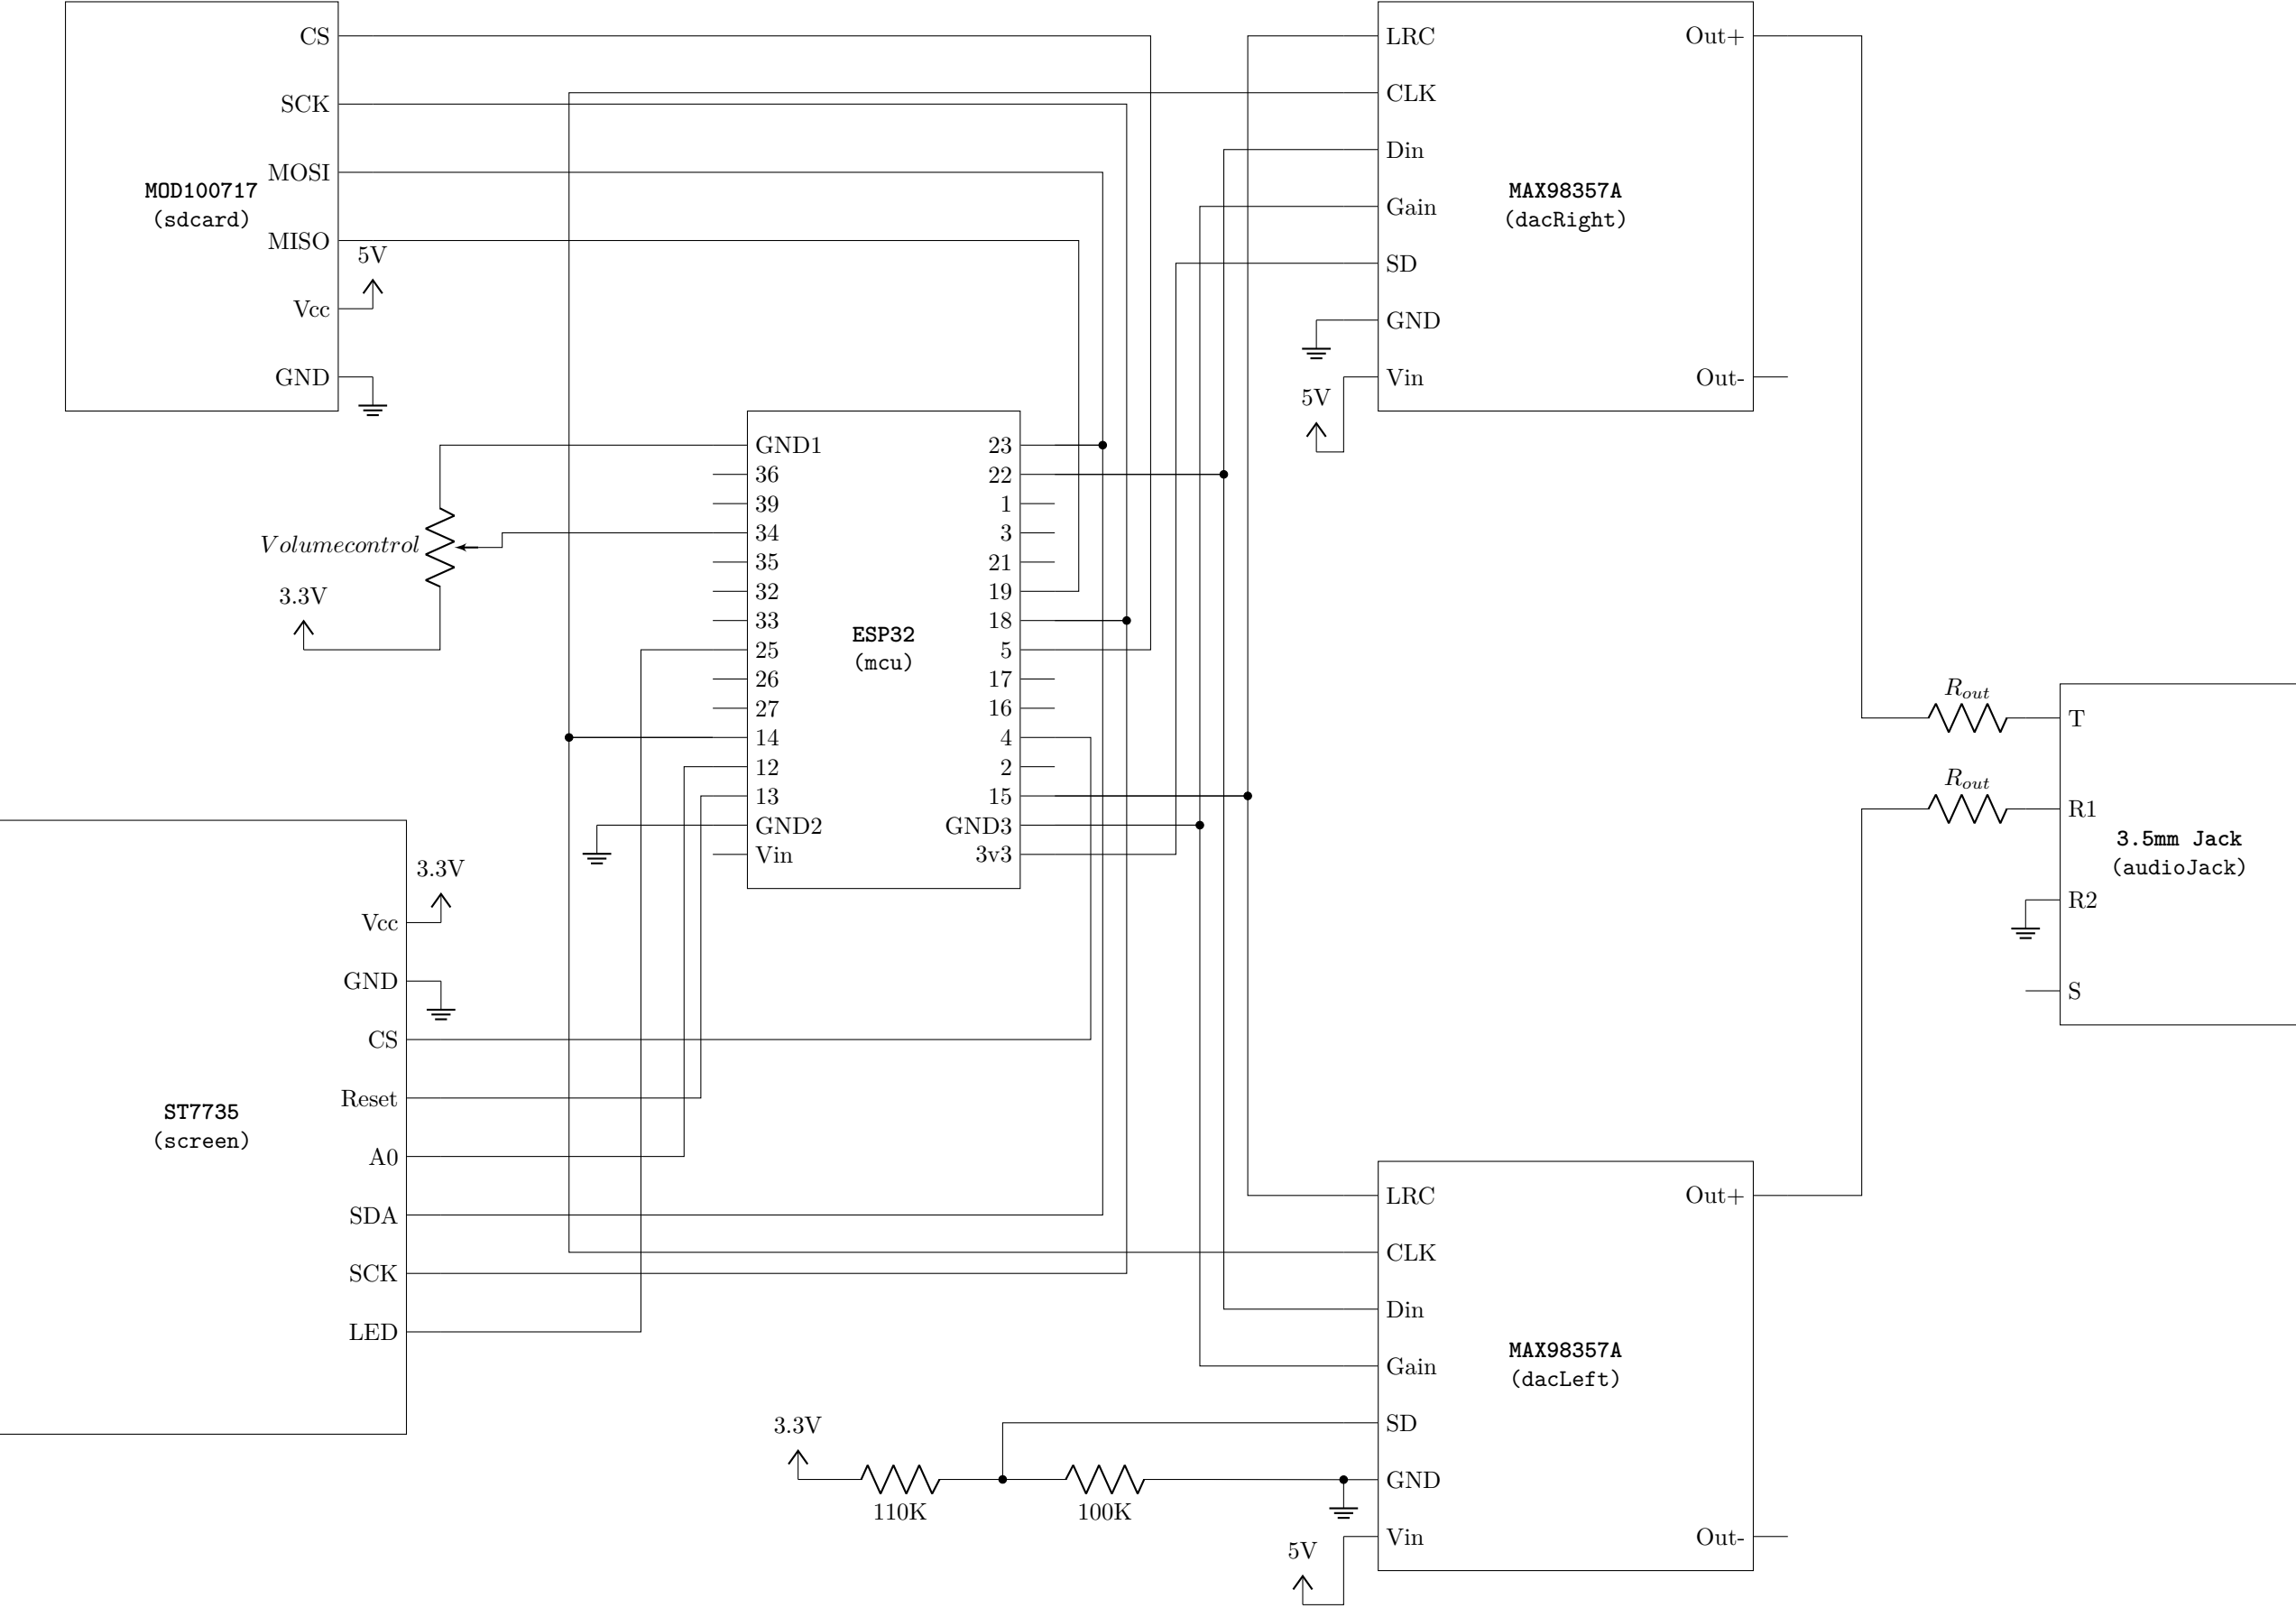 CS
SCK
MOSI
MISO
Vcc
GND
MOD100717
(sdcard)
5V
LRC
CLK
Din
Gain
SD
GND
Vin
Out+
Out-
MAX98357A
(dacRight)
5V
Volumecontrol
3.3V
GND1
36
39
34
35
32
33
25
26
27
14
12
13
GND2
Vin
ESP32
(mcu)
23
22
1
3
21
19
18
5
17
16
4
2
15
GND3
3v3
R_out
R_out
T
R1
R2
S
3.5mm Jack
(audioJack)
3.3V
Vcc
GND
CS
Reset
A0
SDA
SCK
LED
ST7735
(screen)
LRC
CLK
Din
Gain
SD
GND
Vin
Out+
Out-
MAX98357A
(dacLeft)
3.3V
110K
100K
5V